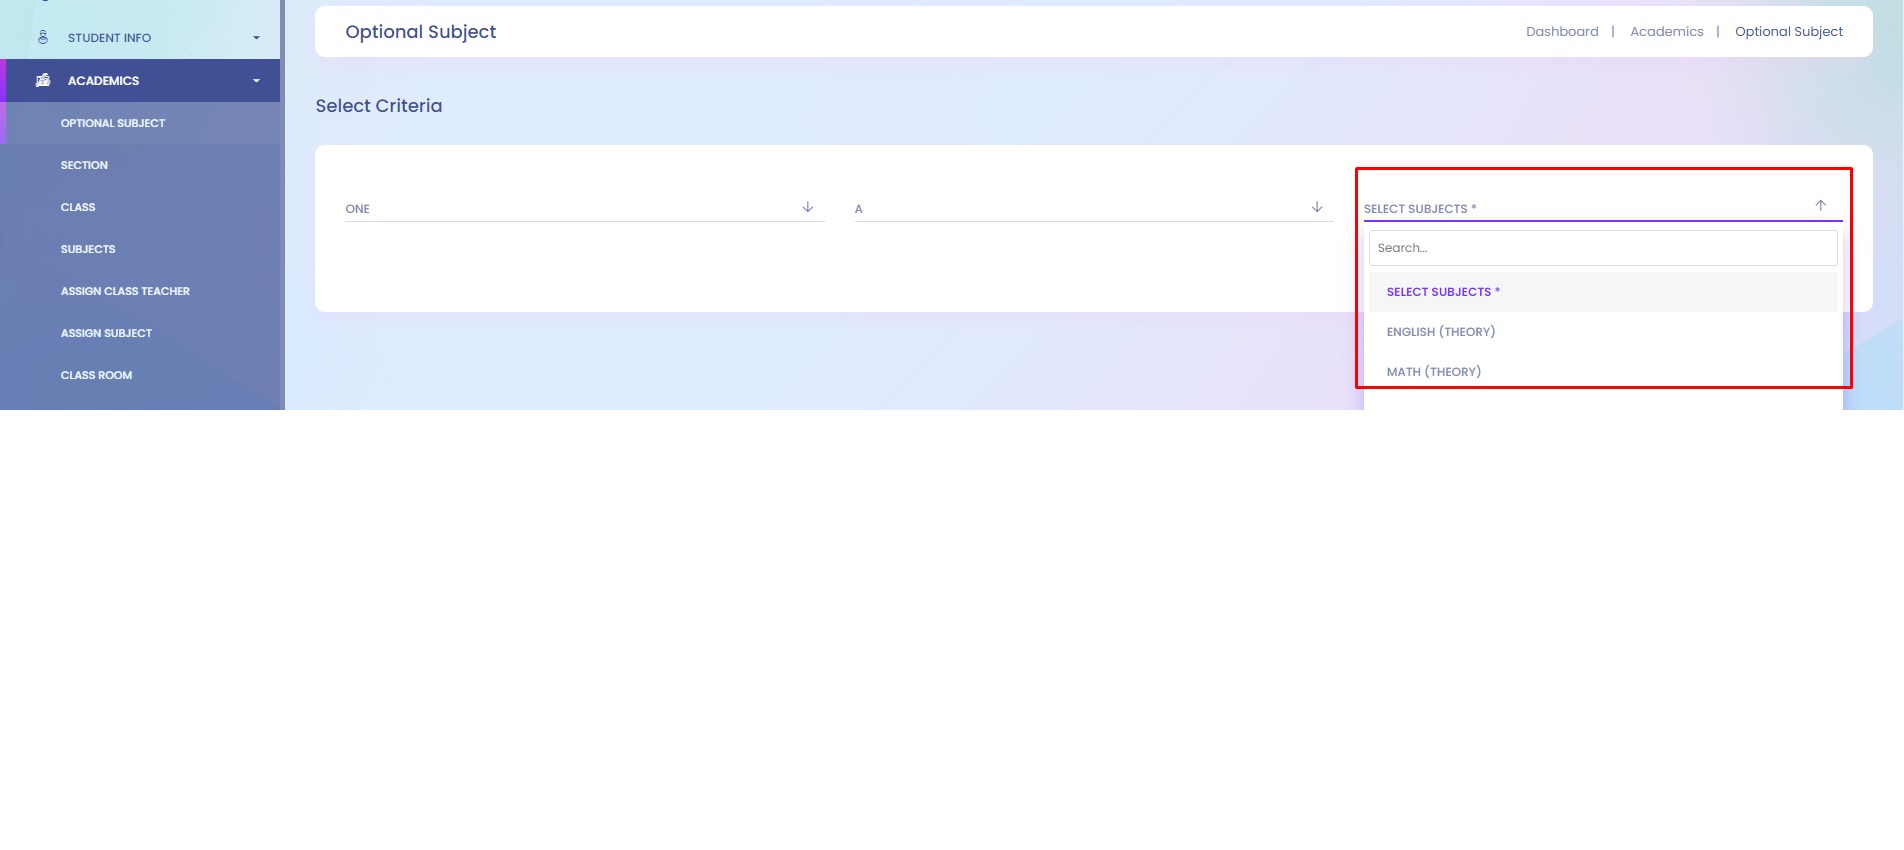 STUDENT INFO
ACADEMICS
OPTIONAL SUBJECT
SECTION
CLASS
SUBJECTS
ASSIGN CLASS TEACHER
ASSIGN SUBJECT
CLASS ROOM
Optional Subject
Dashboard | Academics | Optional Subject
Select Criteria
ONE
A
SELECT SUBJECTS *
Search...
SELECT SUBJECTS *
ENGLISH (THEORY)
MATH (THEORY)